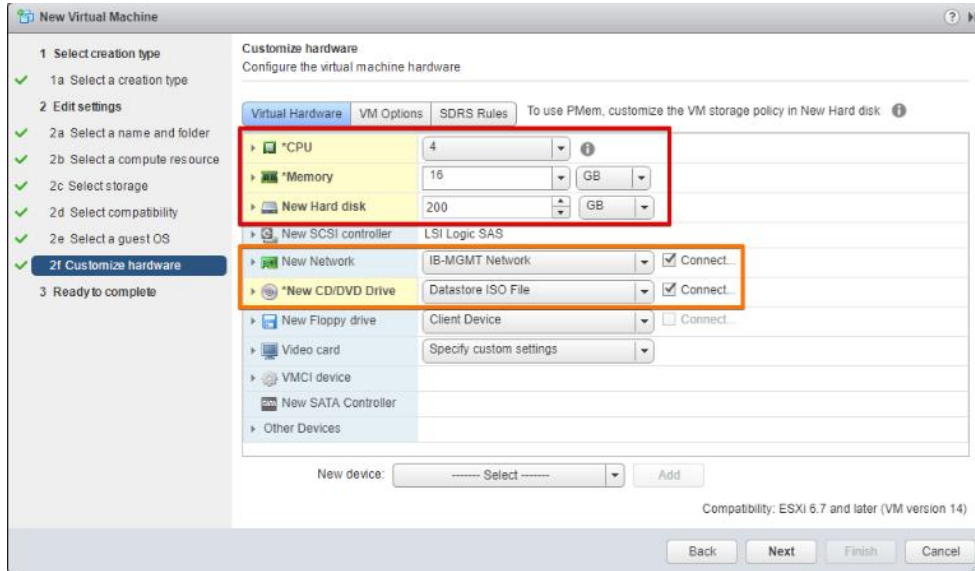 New Virtual Machine
1 Select creation type
1a Select a creation type
2 Edit settings
2a Select a name and folder
2b Select a compute resource
2c Select storage
2d Select compatibility
2e Select a guest OS
2f Customize hardware
3 Ready to complete
Customize hardware
Configure the virtual machine hardware
Virtual Hardware VM Options SDRS Rules To use PMem, customize the VM storage policy in New Hard disk
*CPU 4
*Memory 16 GB
New Hard disk 200 GB
New SCSI controller LSI Logic SAS
New Network IB-MGMT Network Connect...
*New CD/DVD Drive Datastore ISO File Connect...
New Floppy drive Client Device Connect...
Video card Specify custom settings
VMCI device
New SATA Controller
Other Devices
New device: ------- Select ------- Add
Compatibility: ESXi 6.7 and later (VM version 14)
Back Next Finish Cancel